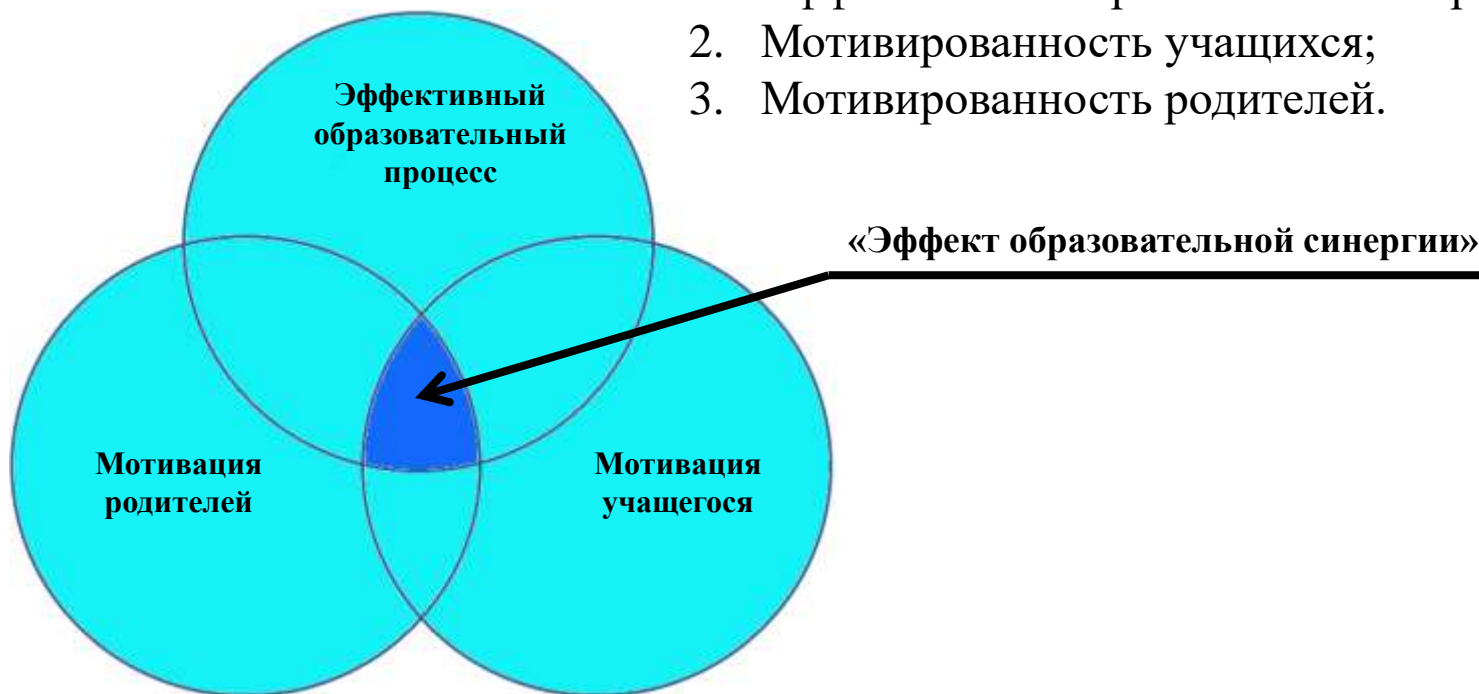 2. Мотивированность учащихся;
3. Мотивированность родителей.
Эффективный
образовательный
процесс
«Эффект образовательной синергии»
Мотивация
родителей
Мотивация
учащегося